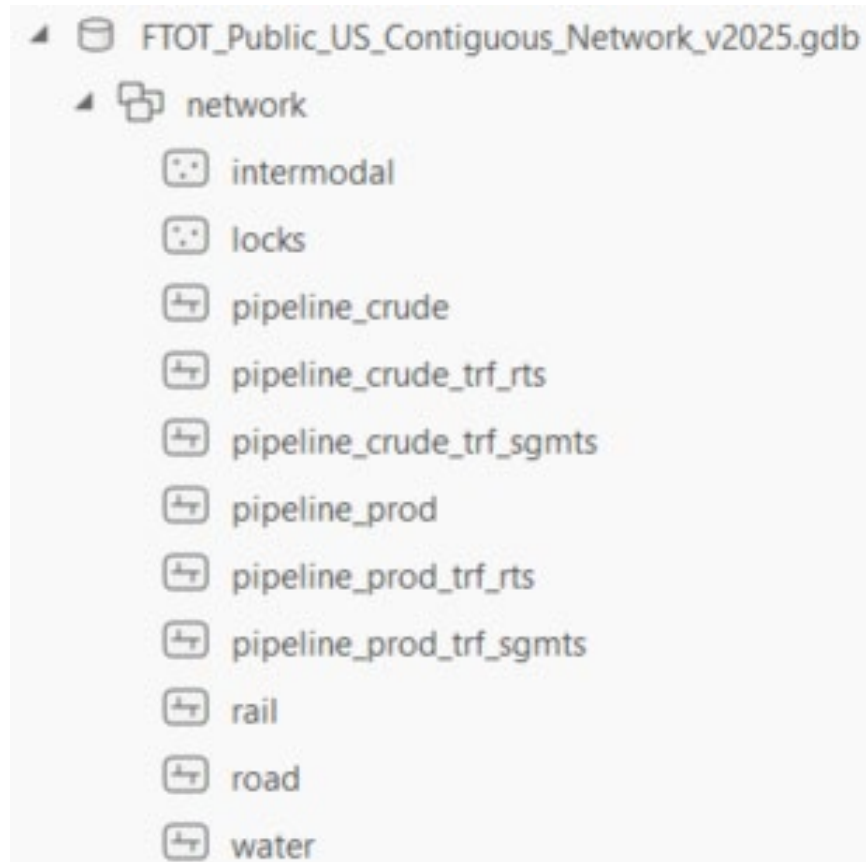 FTOT_Public_US_Contiguous_Network_v2025.gdb
network
intermodal
locks
pipeline_crude
pipeline_crude_trf_rts
pipeline_crude_trf_sgmts
pipeline_prod
pipeline_prod_trf_rts
pipeline_prod_trf_sgmts
rail
road
water